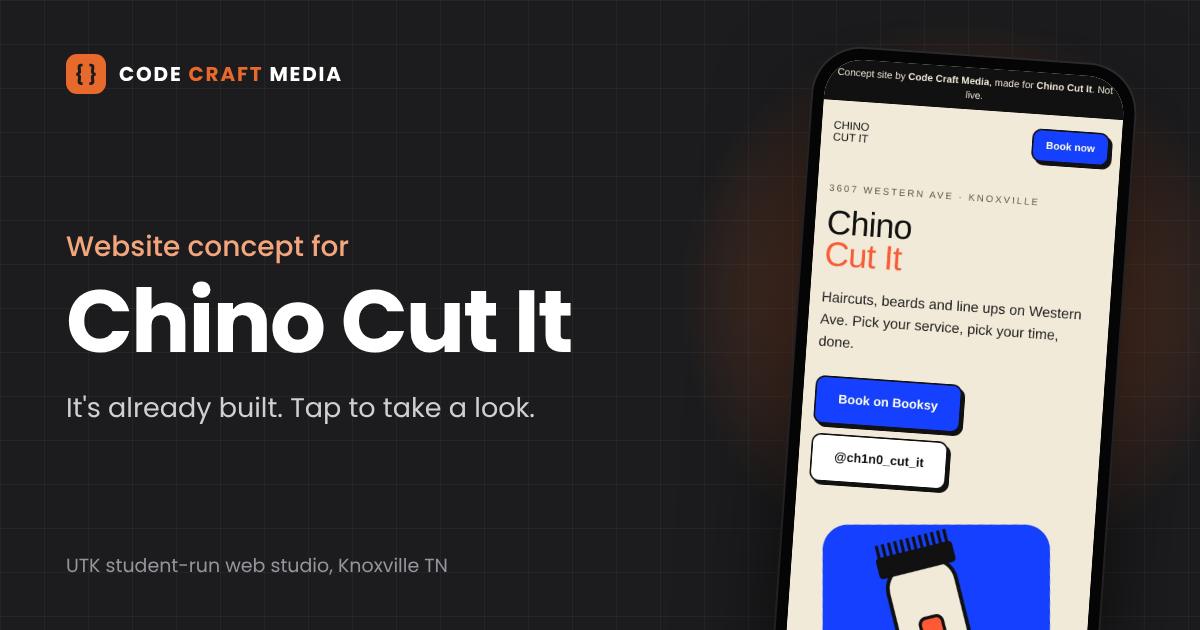 { } CODE CRAFT MEDIA
Website concept for
Chino Cut It
It's already built. Tap to take a look.
UTK student-run web studio, Knoxville TN
Concept site by Code Craft Media, made for Chino Cut It. Not
live.
CHINO
CUT IT
Book now
3607 WESTERN AVE · KNOXVILLE
Chino
Cut It
Haircuts, beards and line ups on Western
Ave. Pick your service, pick your time,
done.
Book on Booksy
@ch1n0_cut_it